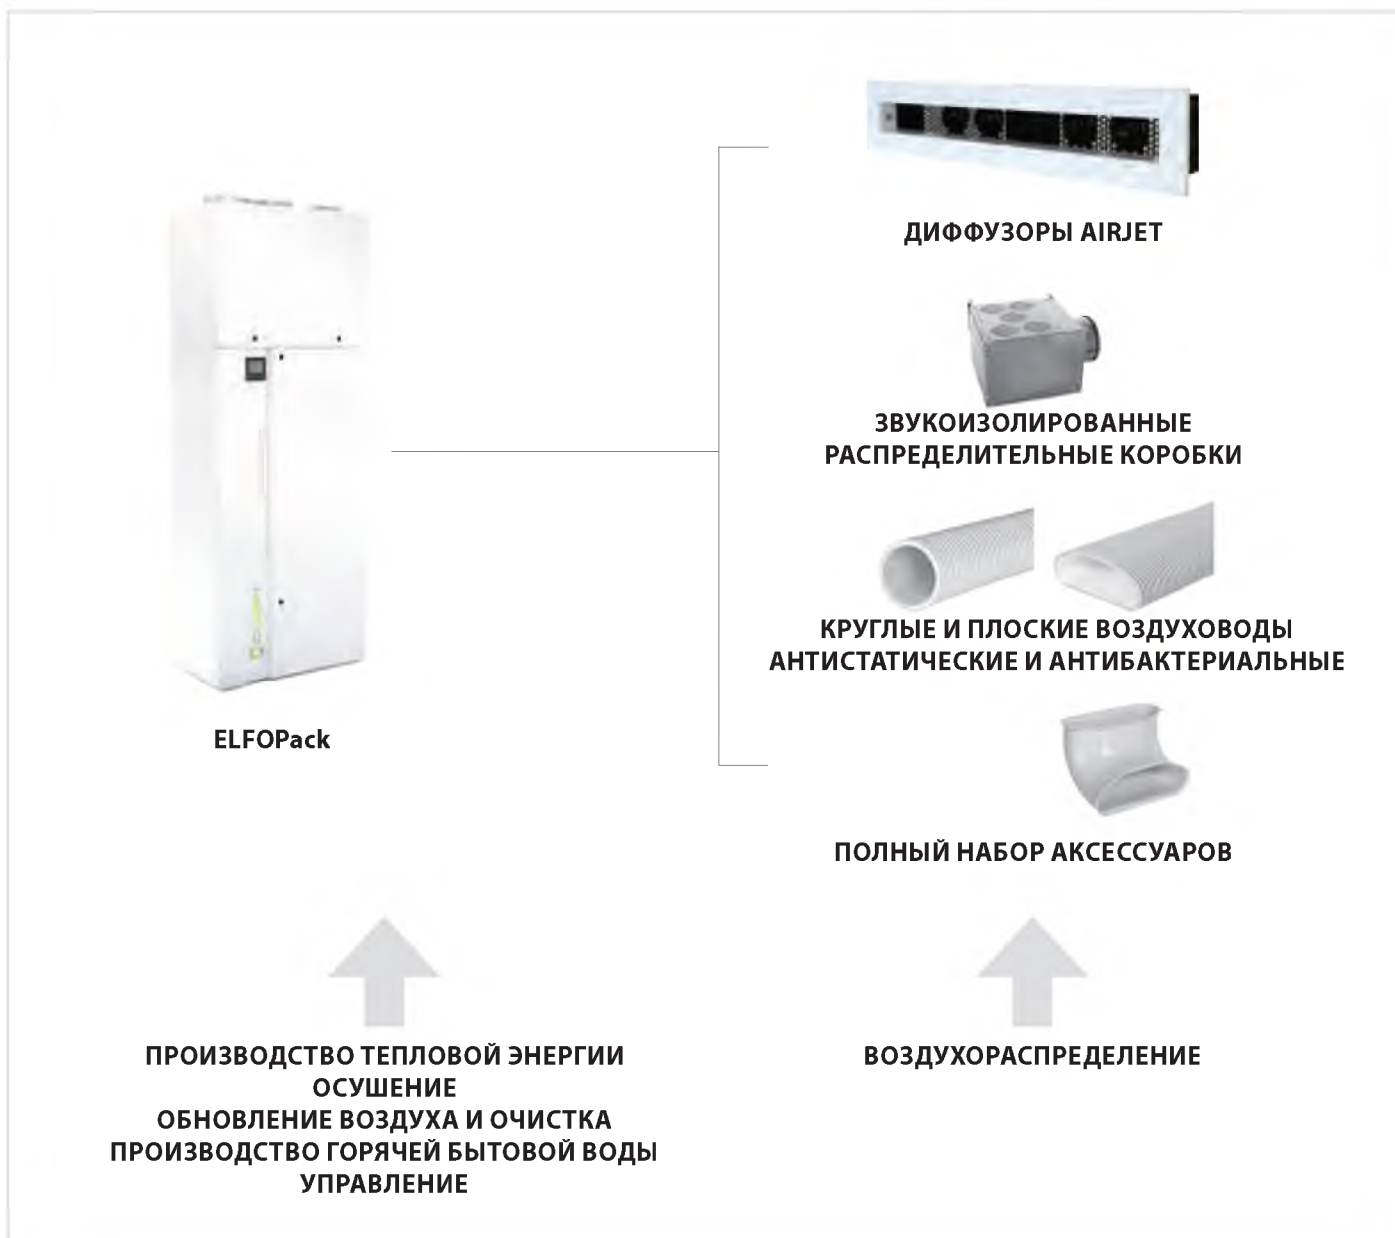 ДИФФУЗОРЫ AIRJET
ЗВУКОИЗОЛИРОВАННЫЕ
РАСПРЕДЕЛИТЕЛЬНЫЕ КОРОБКИ
КРУГЛЫЕ И ПЛОСКИЕ ВОЗДУХОВОДЫ
АНТИСТАТИЧЕСКИЕ И АНТИБАКТЕРИАЛЬНЫЕ
ELFOPack
ПОЛНЫЙ НАБОР АКСЕССУАРОВ
ПРОИЗВОДСТВО ТЕПЛОВОЙ ЭНЕРГИИ
ОСУШЕНИЕ
ОБНОВЛЕНИЕ ВОЗДУХА И ОЧИСТКА
ПРОИЗВОДСТВО ГОРЯЧЕЙ БЫТОВОЙ ВОДЫ
УПРАВЛЕНИЕ
ВОЗДУХОРАСПРЕДЕЛЕНИЕ